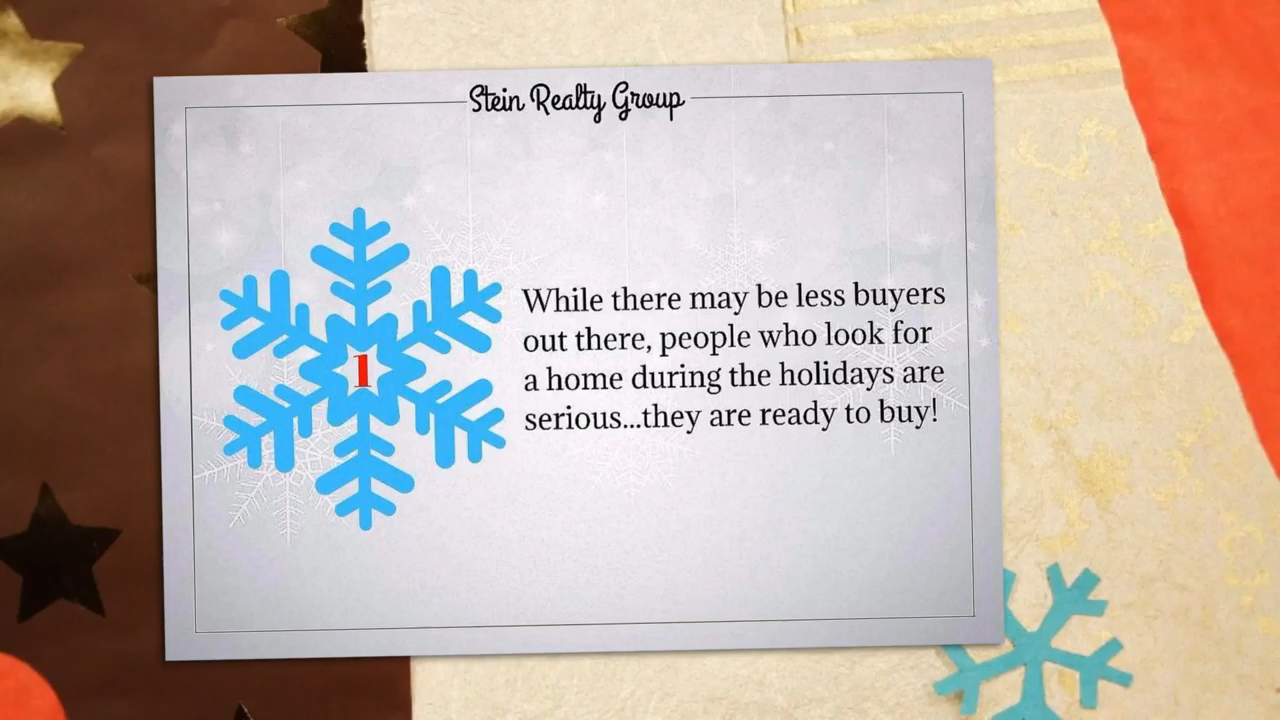 Stein Realty Group
1
While there may be less buyers
out there, people who look for
a home during the holidays are
serious...they are ready to buy!